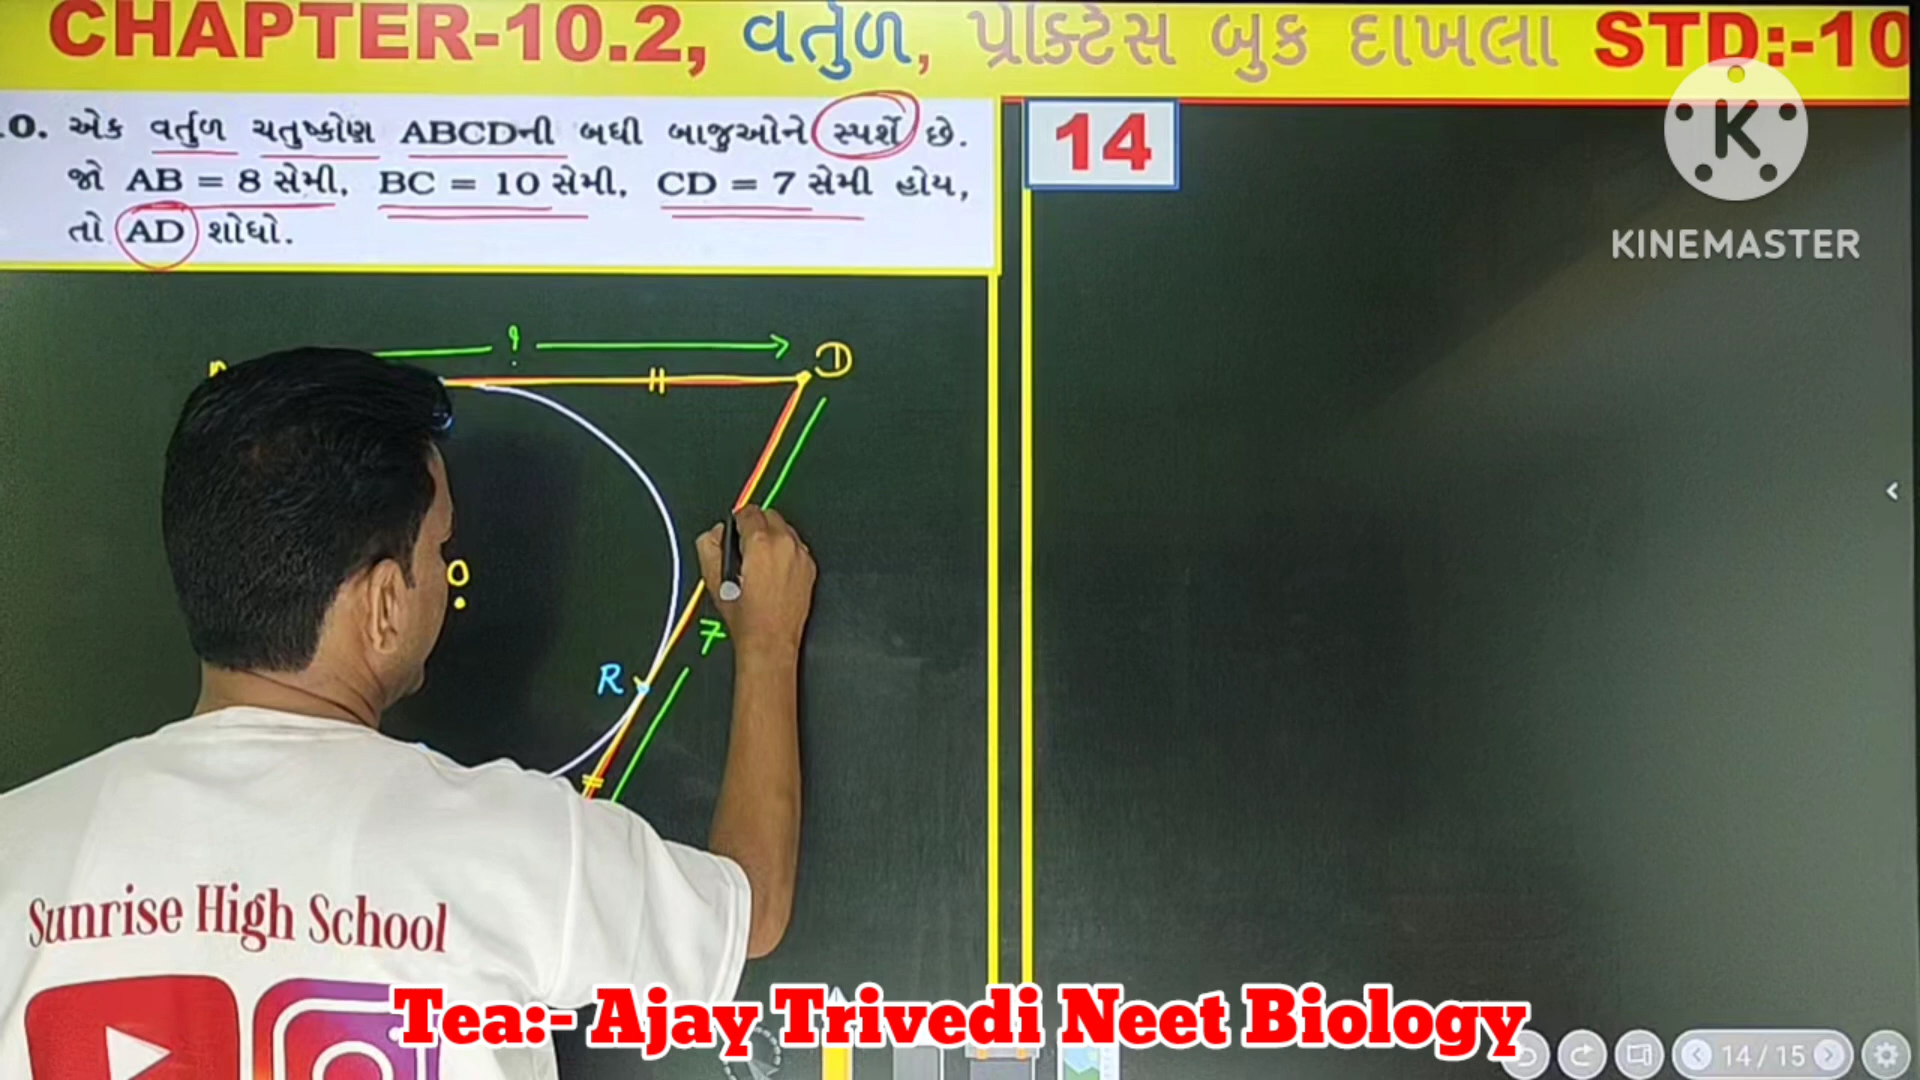 CHAPTER-10.2, વર્તુળ, પ્રેક્ટિસ બુક દાખલા STD:-10
0. એક વર્તુળ ચતુષ્કોણ ABCDની બધી બાજુઓને સ્પર્શે છે.
જો AB = 8 સેમી, BC = 10 સેમી, CD = 7 સેમી હોય,
તો AD શોધો.
14
K
KINEMASTER
?
D
O
7
R
Sunrise High School
Tea:- Ajay Trivedi Neet Biology
14/15